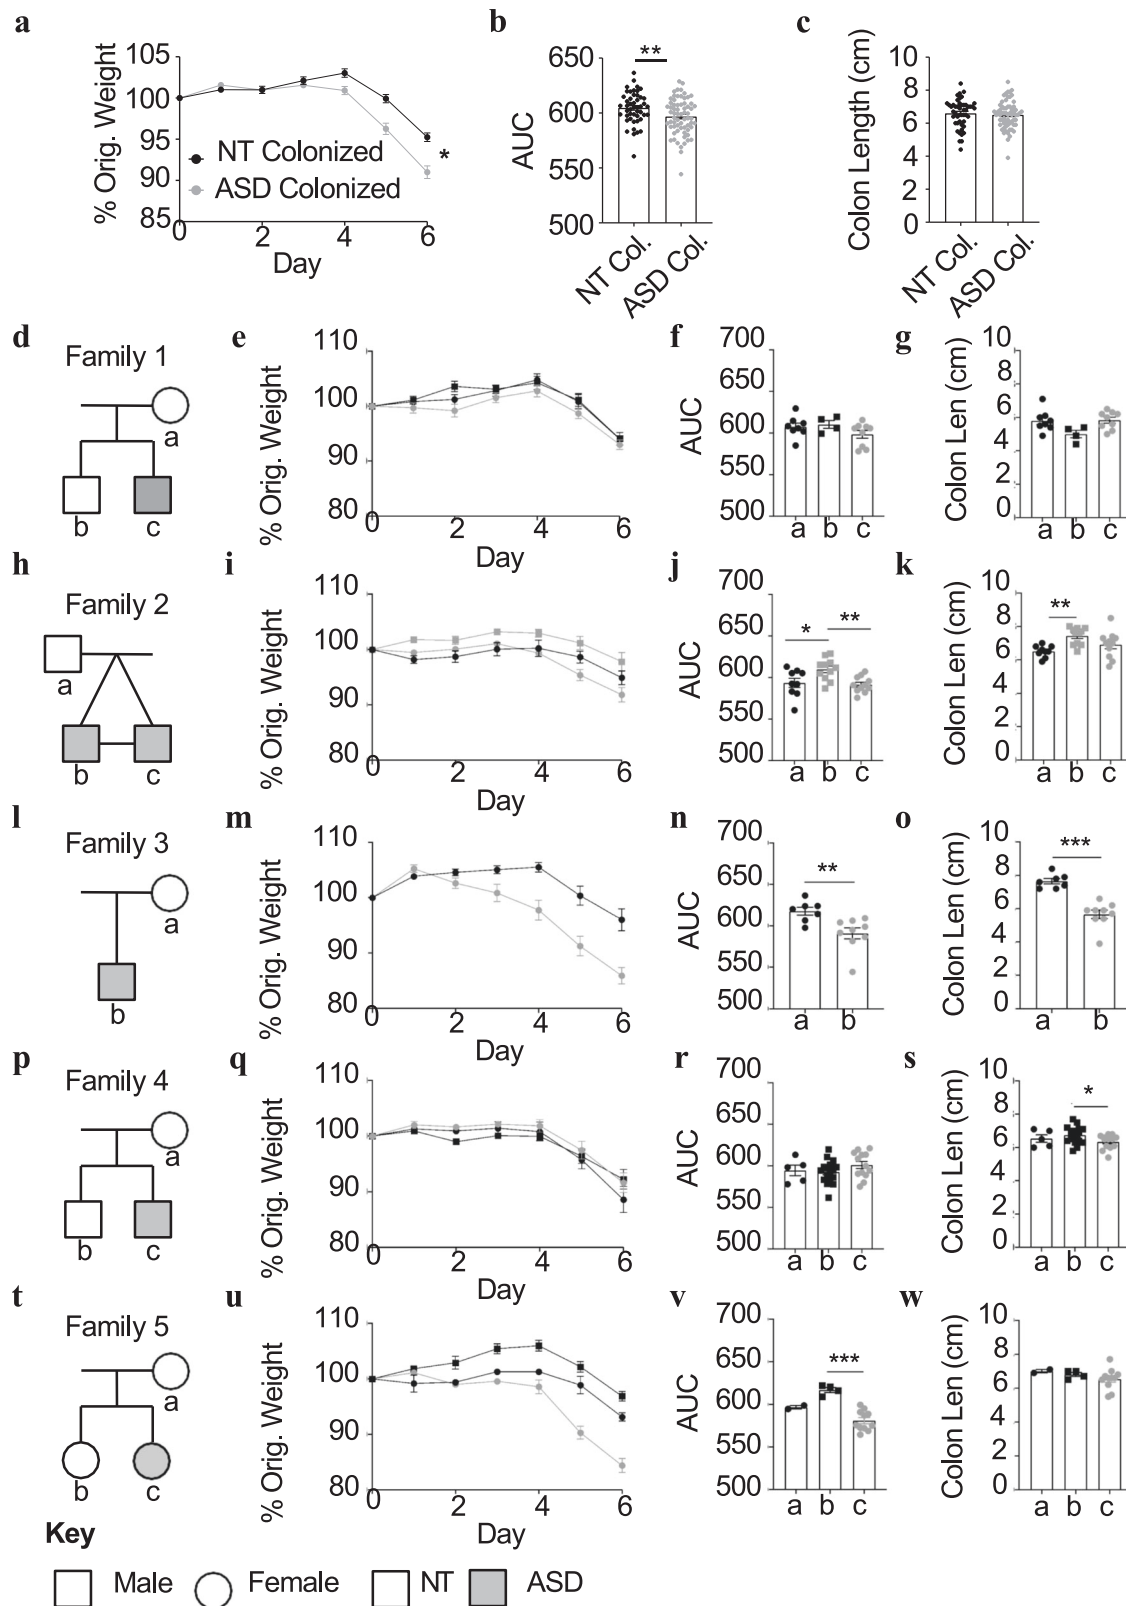 a
% Orig. Weight
105
100
95
90
85
NT Colonized
ASD Colonized
*
0 2 4 6
Day
b
AUC
650
600
550
500
**
NT Col.
ASD Col.
c
Colon Length (cm)
10
8
6
4
2
0
NT Col.
ASD Col.
d
Family 1
a
b c
e
% Orig. Weight
110
100
90
80
0 2 4 6
Day
f
AUC
700
650
600
550
500
a b c
g
Colon Len (cm)
10
8
6
4
2
0
a b c
h
Family 2
a
b c
i
% Orig. Weight
110
100
90
80
0 2 4 6
Day
j
AUC
700
650
600
550
500
* **
a b c
k
Colon Len (cm)
10
8
6
4
2
0
**
a b c
l
Family 3
a
b
m
% Orig. Weight
110
100
90
80
0 2 4 6
Day
n
AUC
700
650
600
550
500
**
a b
o
Colon Len (cm)
10
8
6
4
2
0
***
a b
p
Family 4
a
b c
q
% Orig. Weight
110
100
90
80
0 2 4 6
Day
r
AUC
700
650
600
550
500
a b c
s
Colon Len (cm)
10
8
6
4
2
0
*
a b c
t
Family 5
a
b c
u
% Orig. Weight
110
100
90
80
0 2 4 6
Day
v
AUC
700
650
600
550
500
***
a b c
w
Colon Len (cm)
10
8
6
4
2
0
a b c
Key
Male Female NT ASD